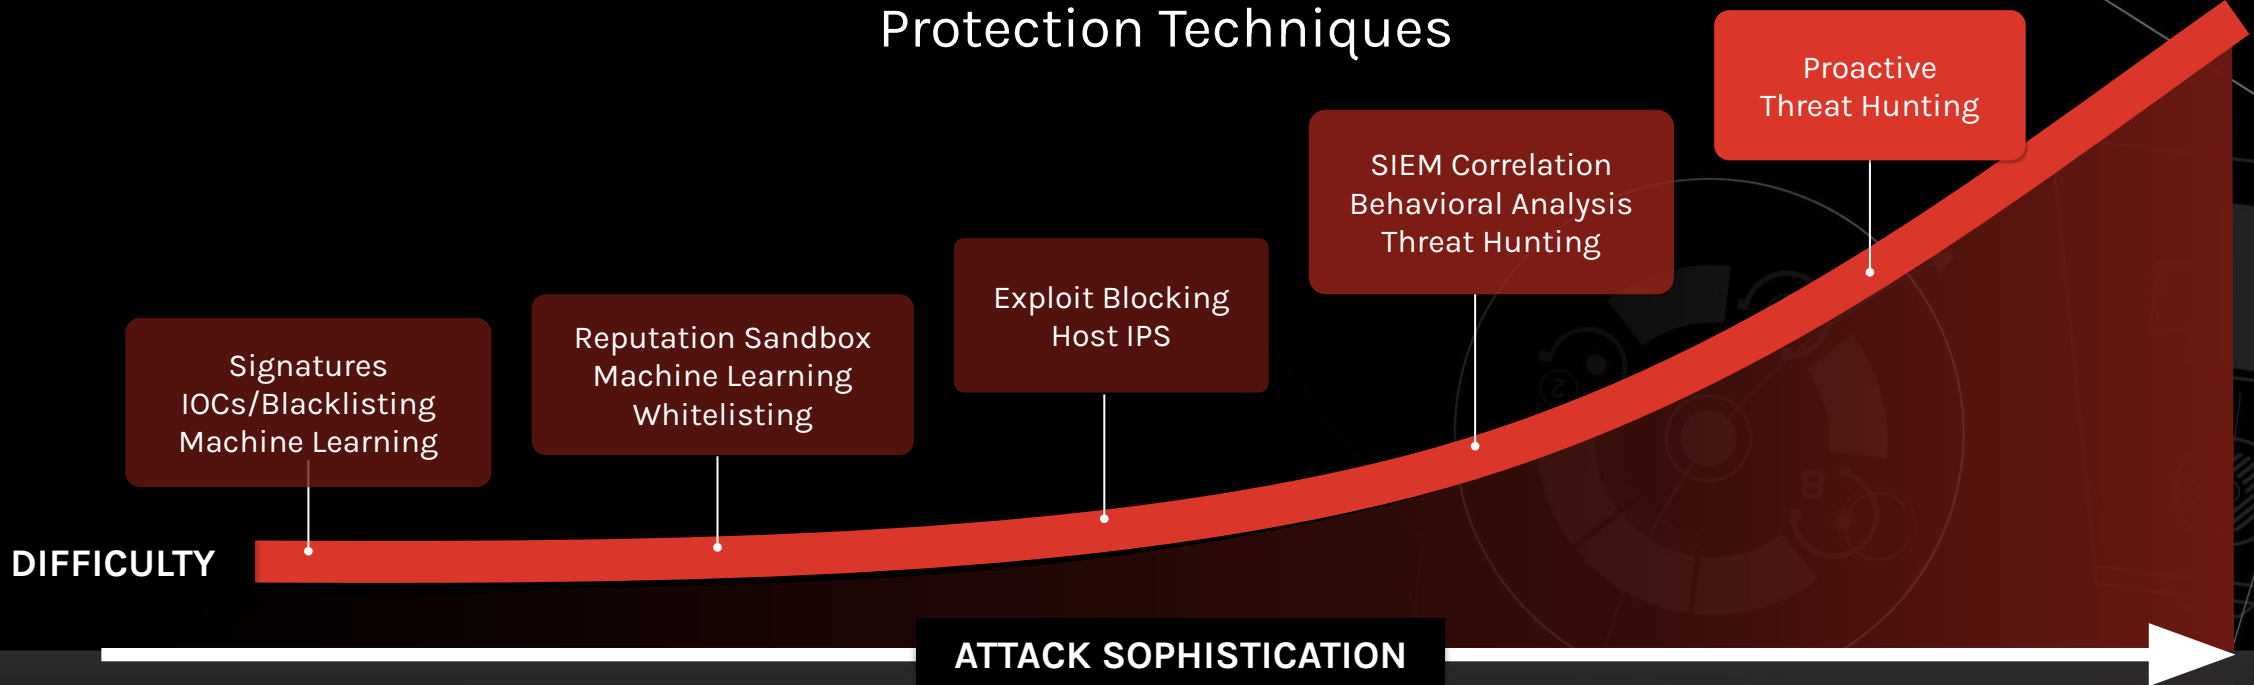 Protection Techniques
Signatures
IOCs/Blacklisting
Machine Learning
Reputation Sandbox
Machine Learning
Whitelisting
Exploit Blocking
Host IPS
SIEM Correlation
Behavioral Analysis
Threat Hunting
Proactive
Threat Hunting
DIFFICULTY
ATTACK SOPHISTICATION